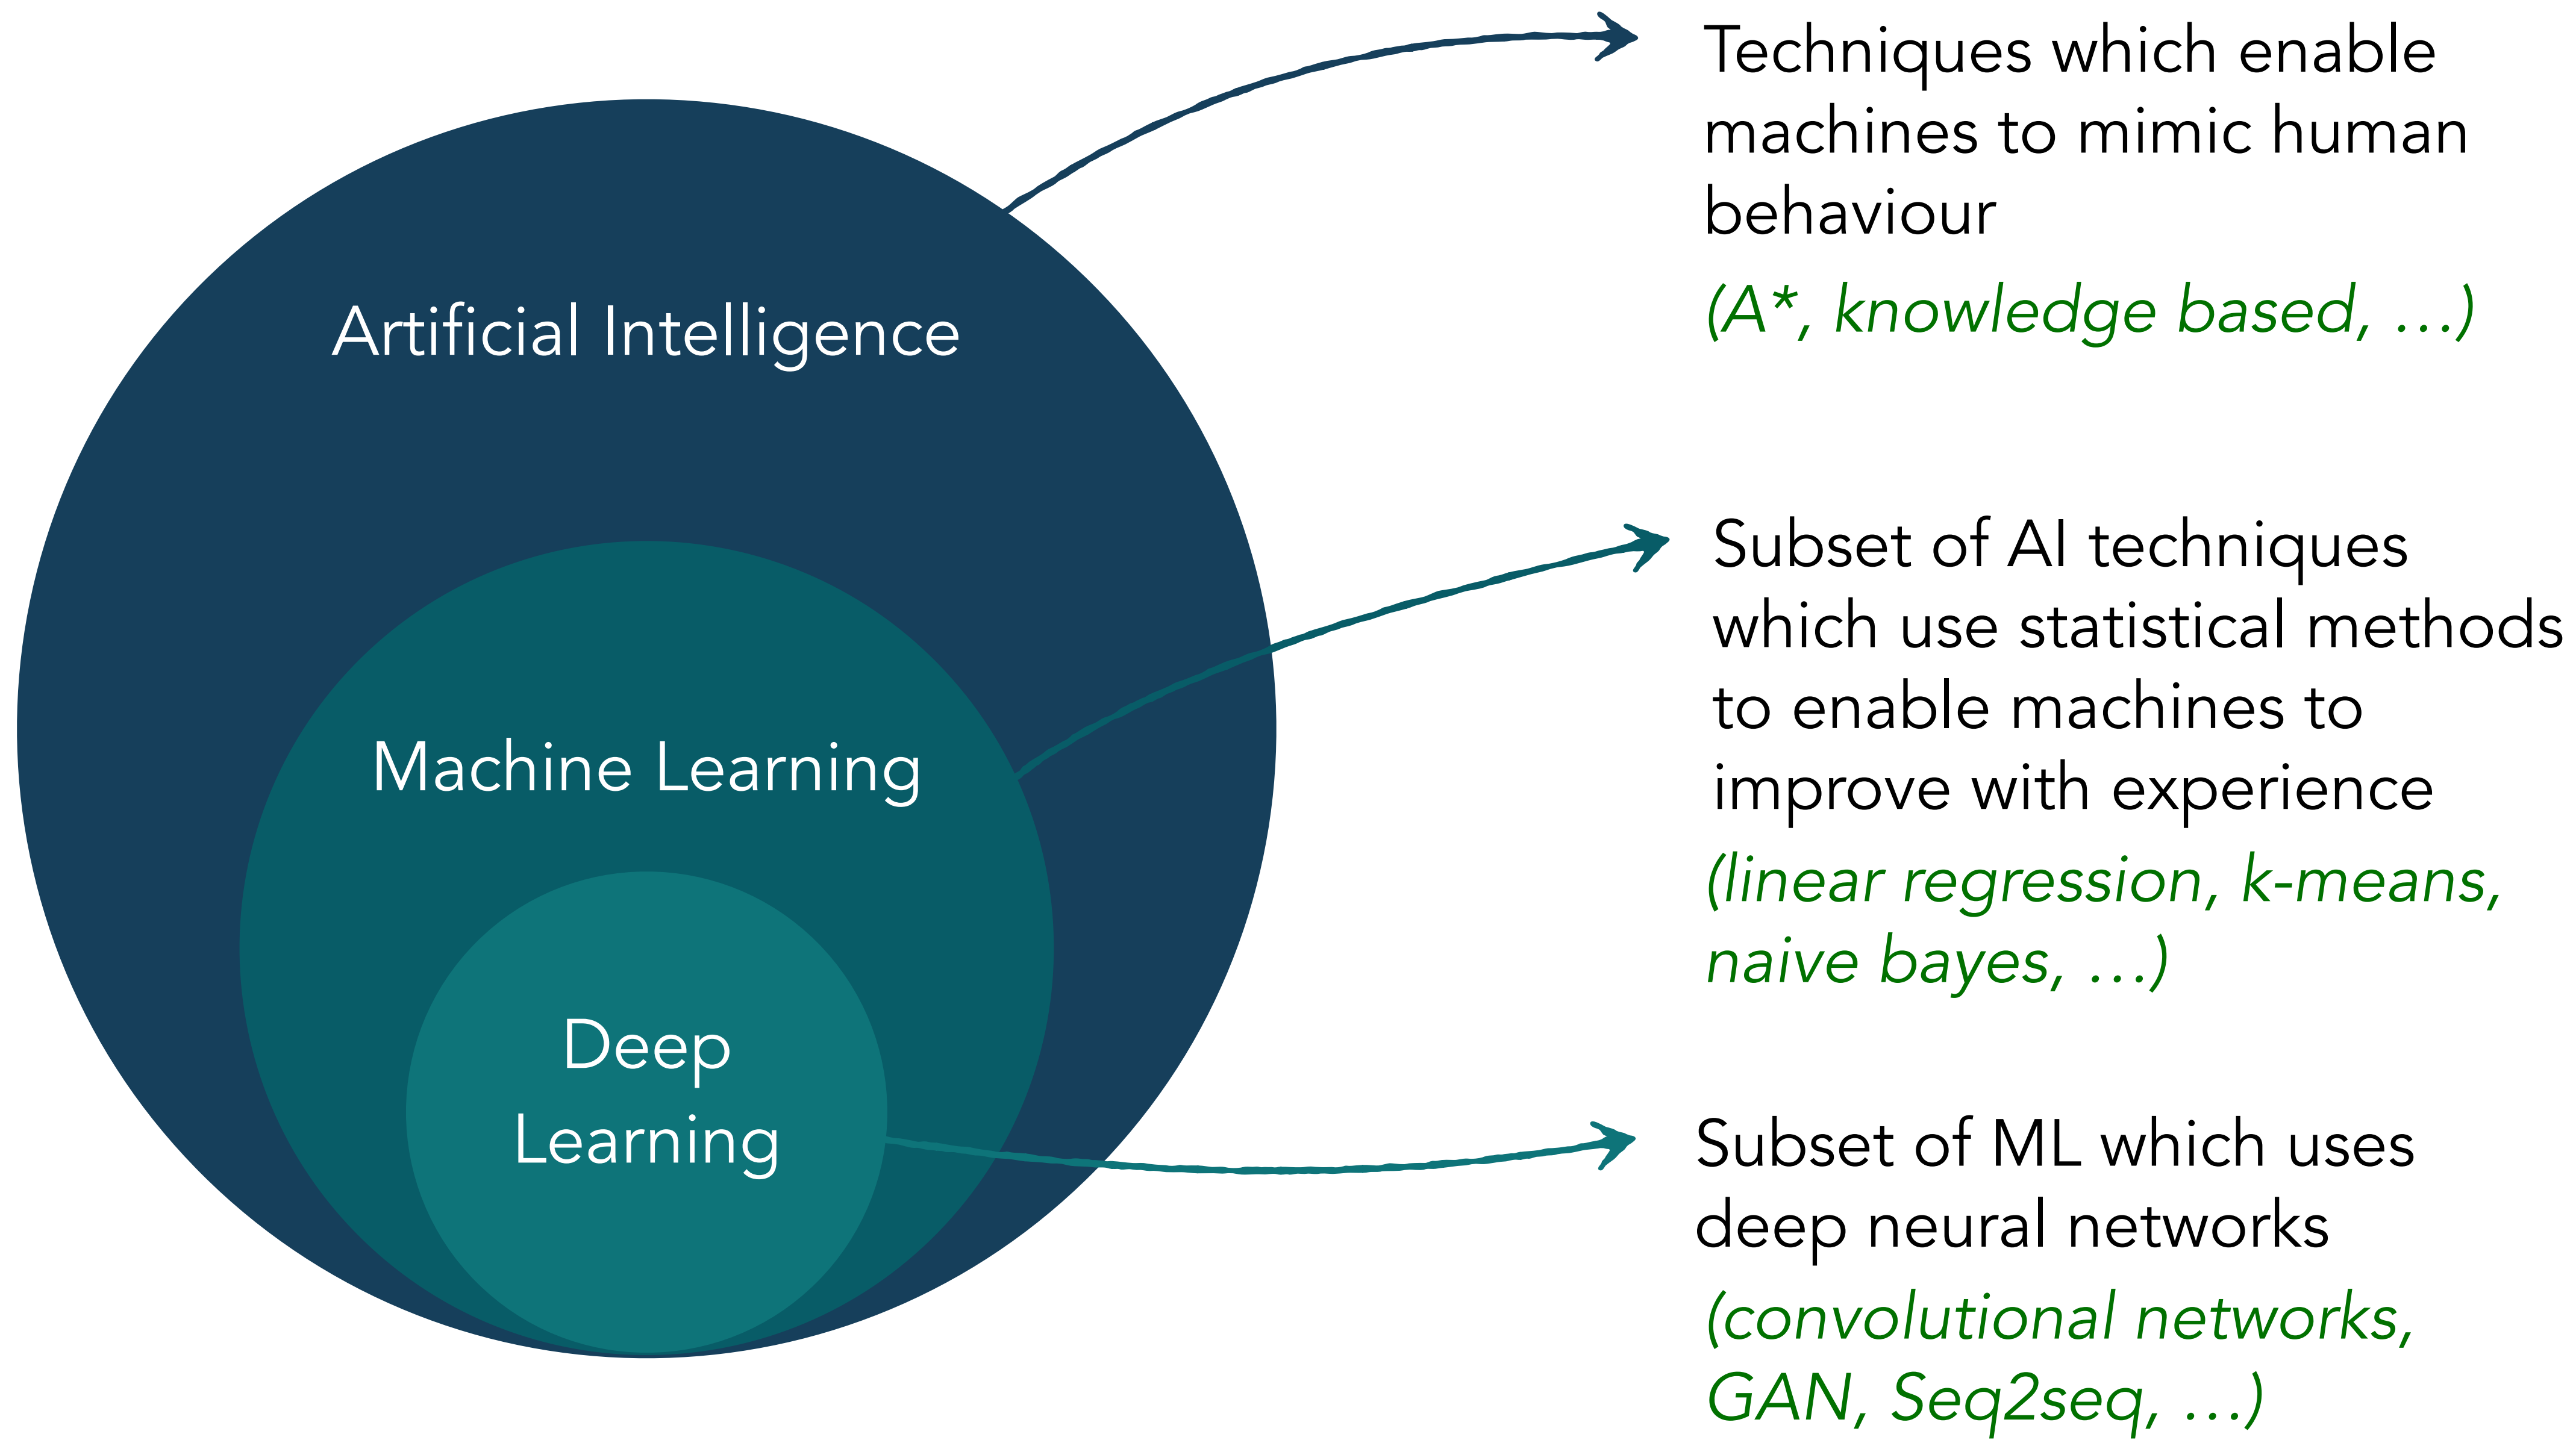 Techniques which enable
machines to mimic human
behaviour
(A*, knowledge based, …)
Artificial Intelligence
Subset of AI techniques
which use statistical methods
to enable machines to
improve with experience
(linear regression, k-means,
naive bayes, …)
Machine Learning
Deep
Learning
Subset of ML which uses
deep neural networks
(convolutional networks,
GAN, Seq2seq, …)